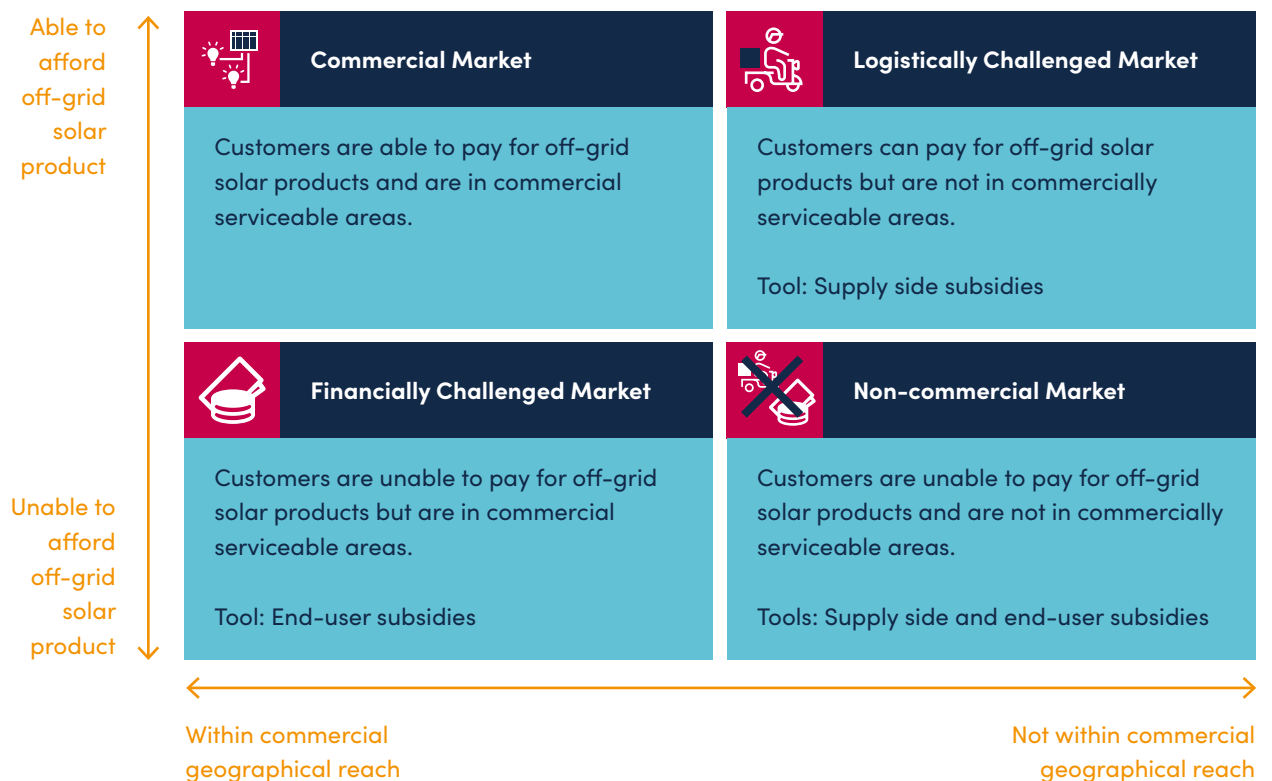 Able to
afford
off-grid
solar
product
Commercial Market
Customers are able to pay for off-grid
solar products and are in commercial
serviceable areas.
Logistically Challenged Market
Customers can pay for off-grid solar
products but are not in commercially
serviceable areas.
Tool: Supply side subsidies
Unable to
afford
off-grid
solar
product
Financially Challenged Market
Customers are unable to pay for off-grid
solar products but are in commercial
serviceable areas.
Tool: End-user subsidies
Non-commercial Market
Customers are unable to pay for off-grid
solar products and are not in commercially
serviceable areas.
Tools: Supply side and end-user subsidies
Within commercial
geographical reach
Not within commercial
geographical reach